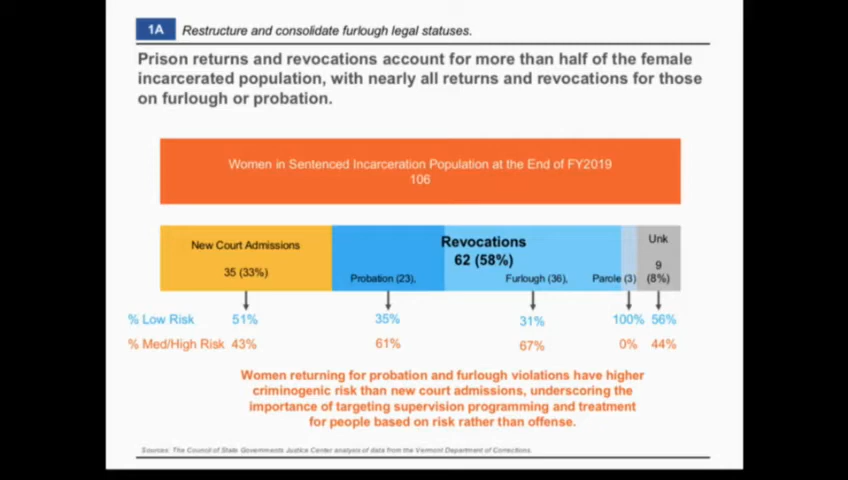 1A Restructure and consolidate furlough legal statuses.
Prison returns and revocations account for more than half of the female
incarcerated population, with nearly all returns and revocations for those
on furlough or probation.
Women in Sentenced Incarceration Population at the End of FY2019
106
New Court Admissions
35 (33%)
Revocations
62 (58%)
Probation (23),
Furlough (36),
Parole (3)
Unk
9
(8%)
% Low Risk 51% 35% 31% 100% 56%
% Med/High Risk 43% 61% 67% 0% 44%
Women returning for probation and furlough violations have higher
criminogenic risk than new court admissions, underscoring the
importance of targeting supervision programming and treatment
for people based on risk rather than offense.
Sources: The Council of State Governments Justice Center analysis of data from the Vermont Department of Corrections.